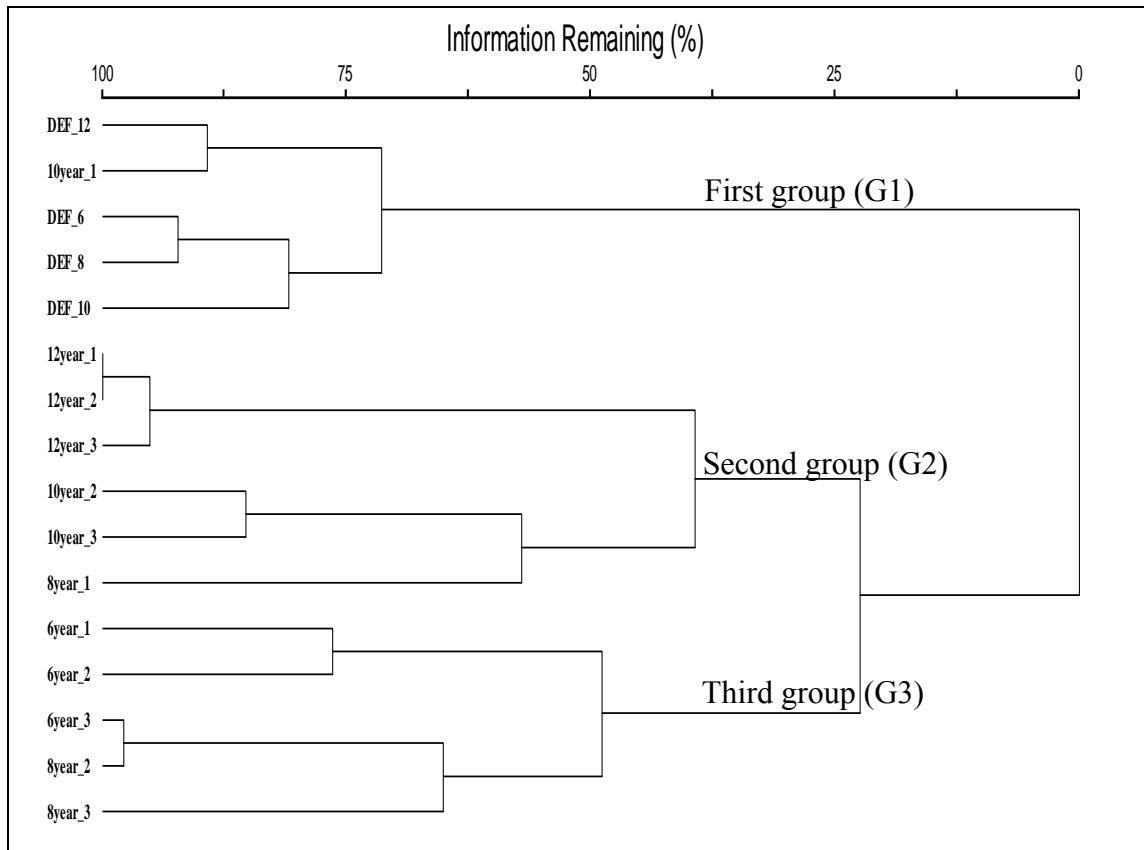 Information Remaining (%)
100 75 50 25 0
DEF_12
10year_1
First group (G1)
DEF_6
DEF_8
DEF_10
12year_1
12year_2
12year_3
Second group (G2)
10year_2
10year_3
8year_1
6year_1
6year_2
Third group (G3)
6year_3
8year_2
8year_3